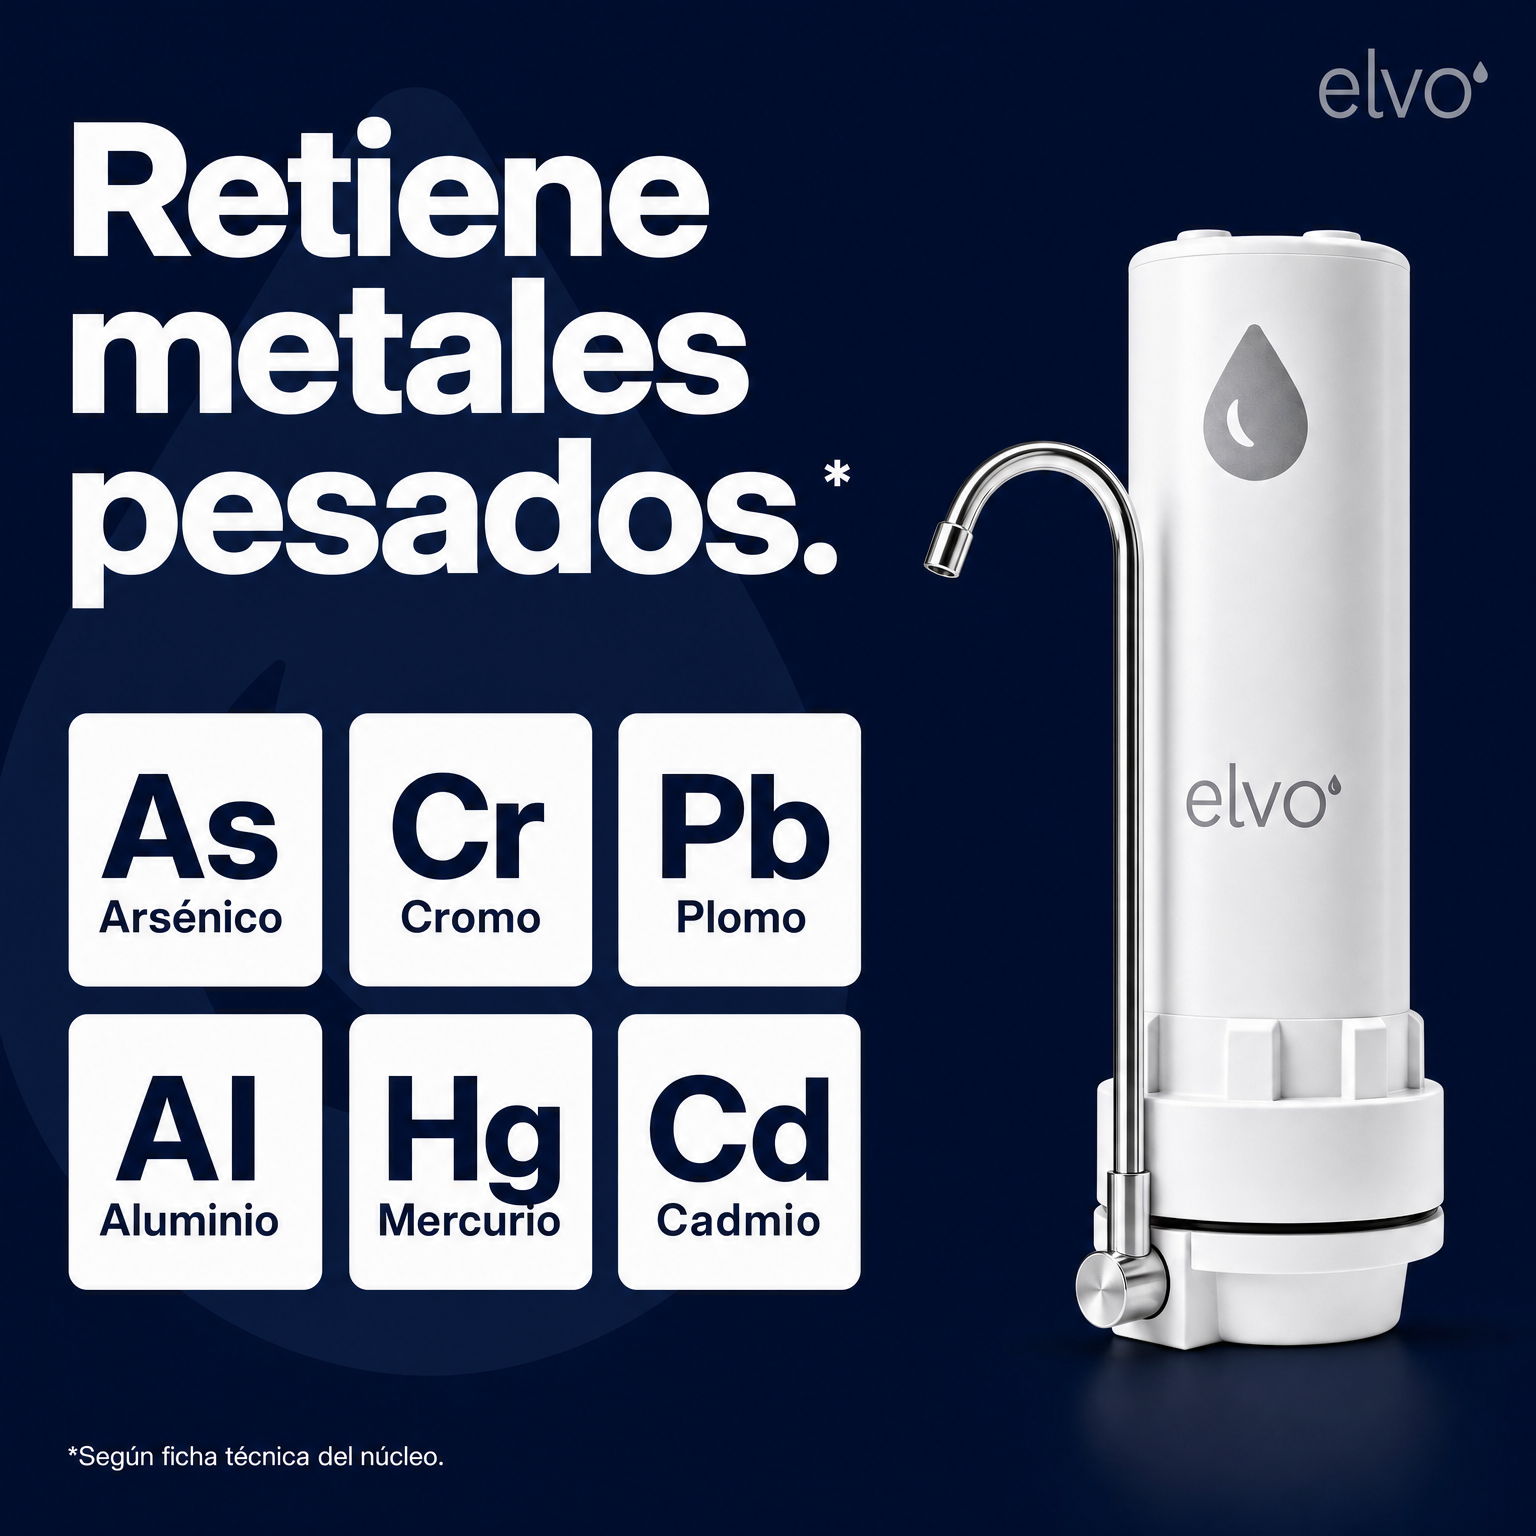 elvo
Retiene
metales
pesados.*
As
Arsénico
Cr
Cromo
Pb
Plomo
Al
Aluminio
Hg
Mercurio
Cd
Cadmio
elvo
*Según ficha técnica del núcleo.